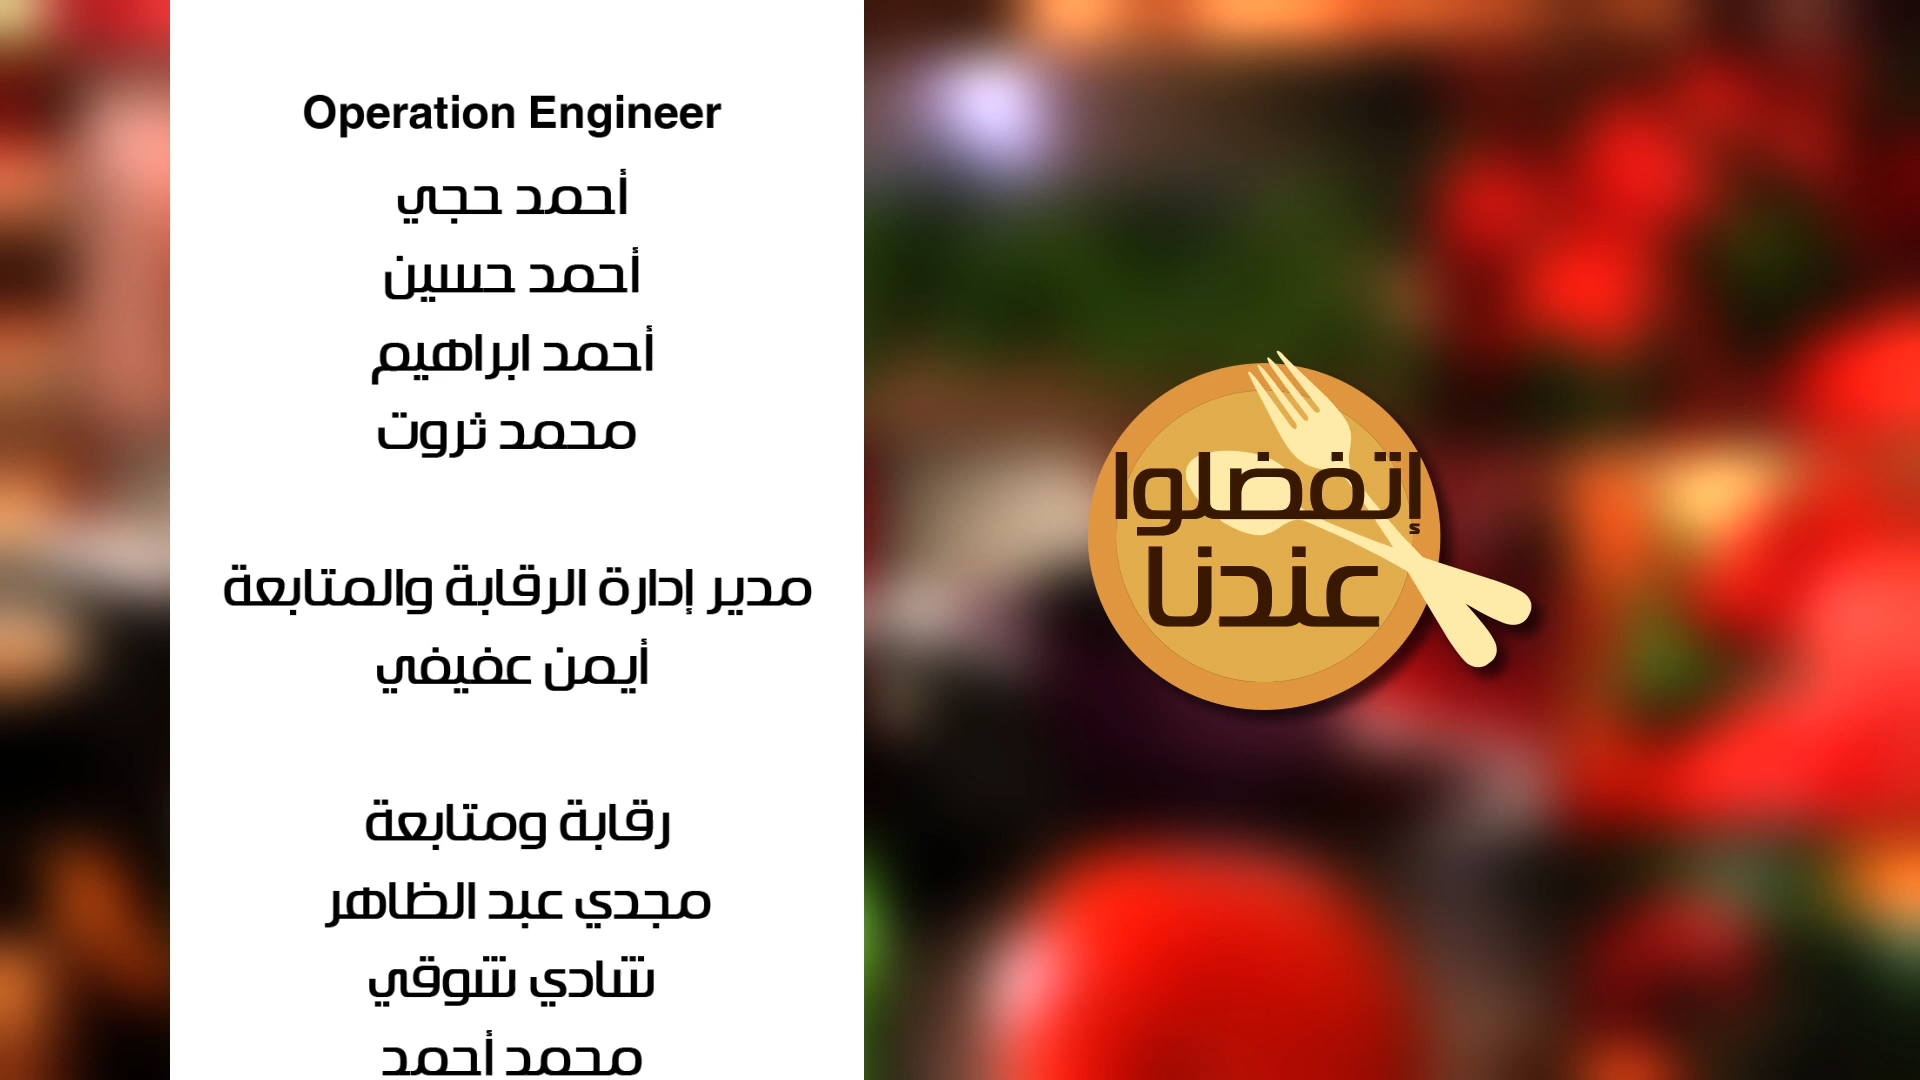 Operation Engineer
أحمد حجي
أحمد حسين
أحمد ابراهيم
محمد ثروت
مدير إدارة الرقابة والمتابعة
أيمن عفيفي
رقابة ومتابعة
مجدي عبد الظاهر
شادي شوقي
محمد أحمد
إتفضلوا
عندنا